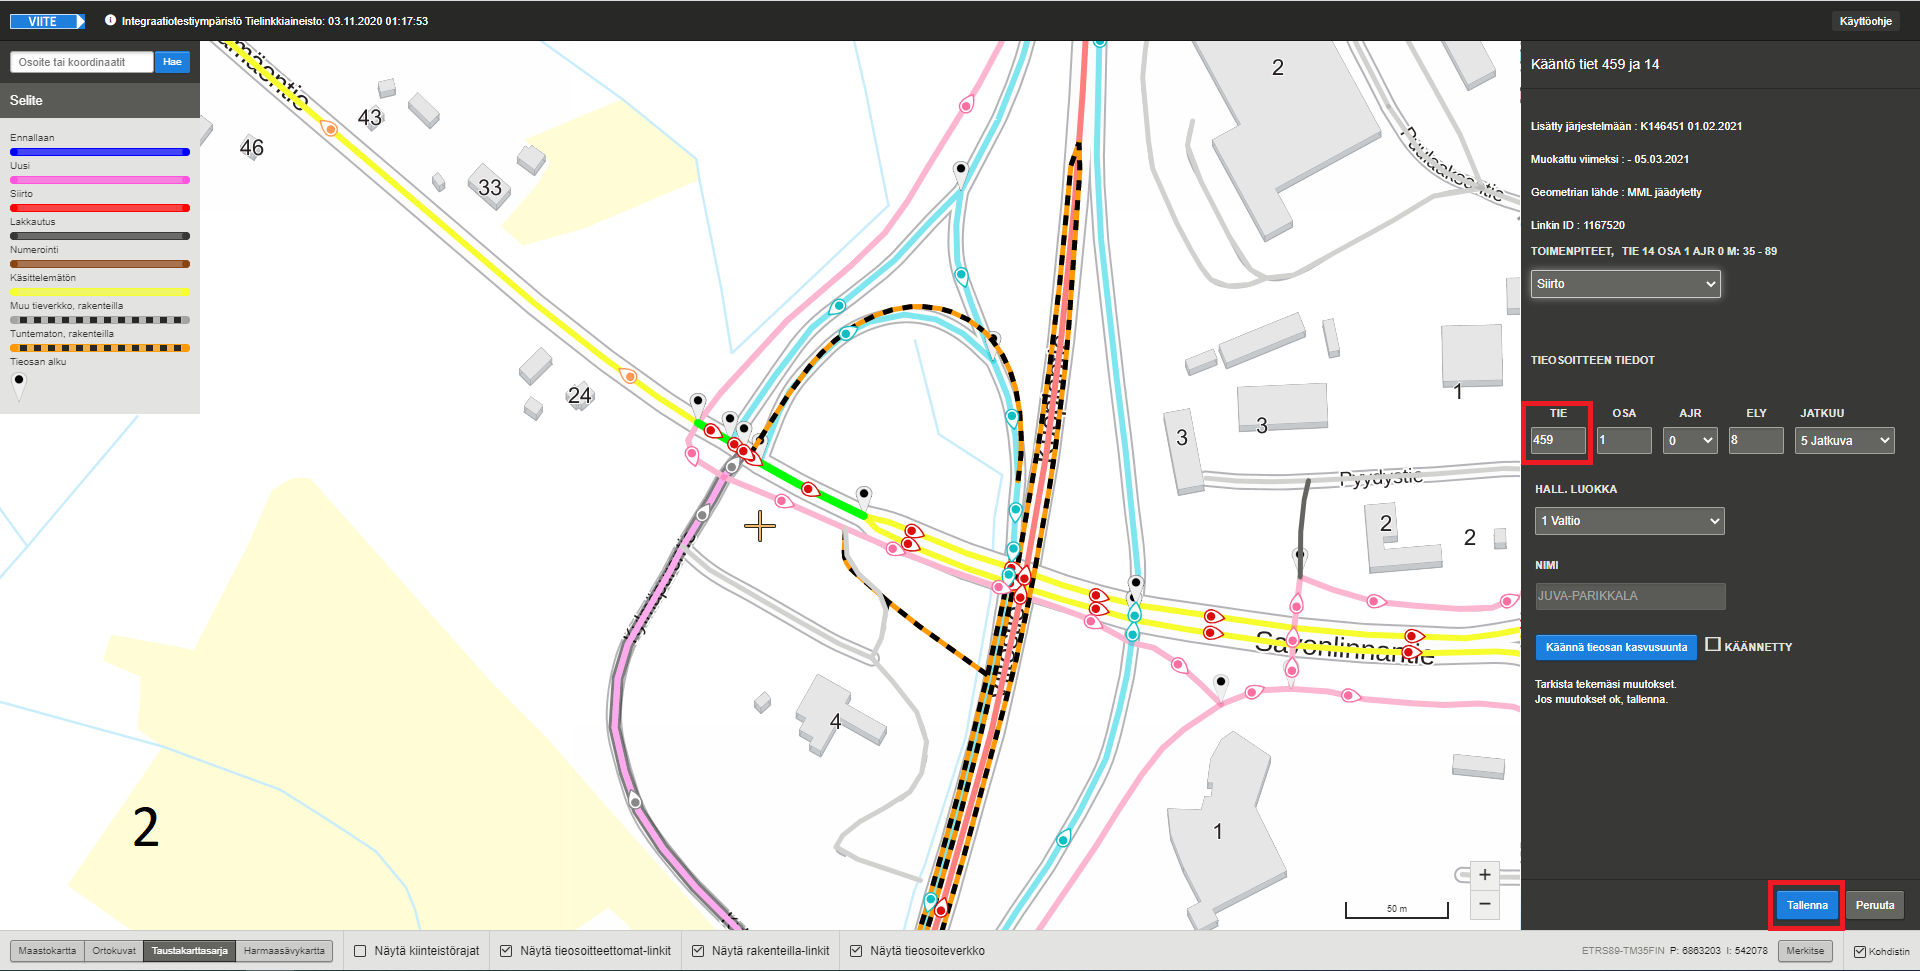 VIITE
Integraatiotestiympäristö Tielinkkiaineisto: 03.11.2020 01:17:53
Käyttöohje
Osoite tai koordinaatit
Hae
Selite
Ennallaan
Uusi
Siirto
Lakkautus
Numerointi
Käsittelemätön
Muu tieverkko, rakenteilla
Tuntematon, rakenteilla
Tieosan alku
43
46
33
24
2
2
3
3
1
Pyydystie
2
2
Savonlinnantie
4
1
50 m
+
−
Kääntö tiet 459 ja 14
Lisätty järjestelmään : K146451 01.02.2021
Muokattu viimeksi : - 05.03.2021
Geometrian lähde : MML jäädytetty
Linkin ID : 1167520
TOIMENPITEET, TIE 14 OSA 1 AJR 0 M: 35 - 89
Siirto
TIEOSOITTEEN TIEDOT
TIE OSA AJR ELY JATKUU
459 1 0 8 5 Jatkuva
HALL. LUOKKA
1 Valtio
NIMI
JUVA-PARIKKALA
Käännä tieosan kasvusuunta KÄÄNNETTY
Tarkista tekemäsi muutokset.
Jos muutokset ok, tallenna.
Tallenna Peruuta
Maastokartta Ortokuvat Taustakarttasarja Harmaasävykartta
Näytä kiinteistörajat Näytä tieosoitteettomat-linkit Näytä rakenteilla-linkit Näytä tieosoiteverkko
ETRS89-TM35FIN P: 6863203 I: 542078 Merkitse Kohdistin